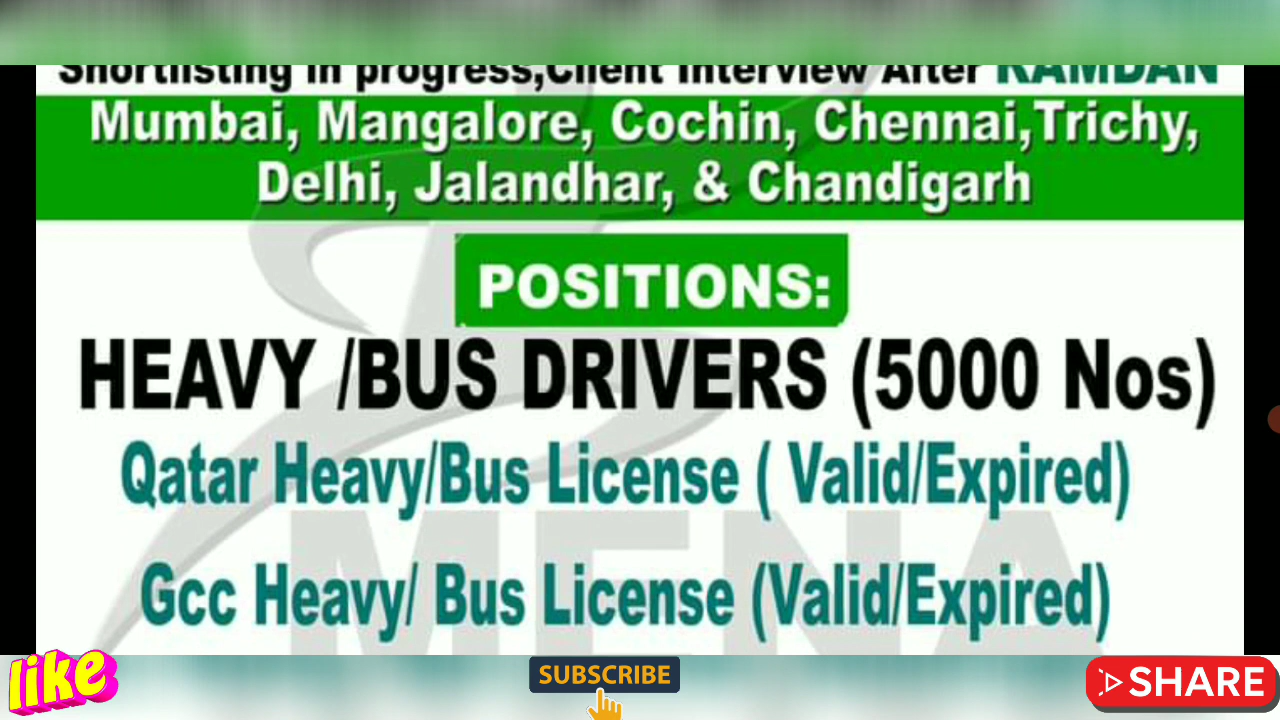 Shortlisting in progress,Client Interview After RAMDAN
Mumbai, Mangalore, Cochin, Chennai,Trichy,
Delhi, Jalandhar, & Chandigarh
POSITIONS:
HEAVY /BUS DRIVERS (5000 Nos)
Qatar Heavy/Bus License ( Valid/Expired)
MENA
Gcc Heavy/ Bus License (Valid/Expired)
like
SUBSCRIBE
SHARE